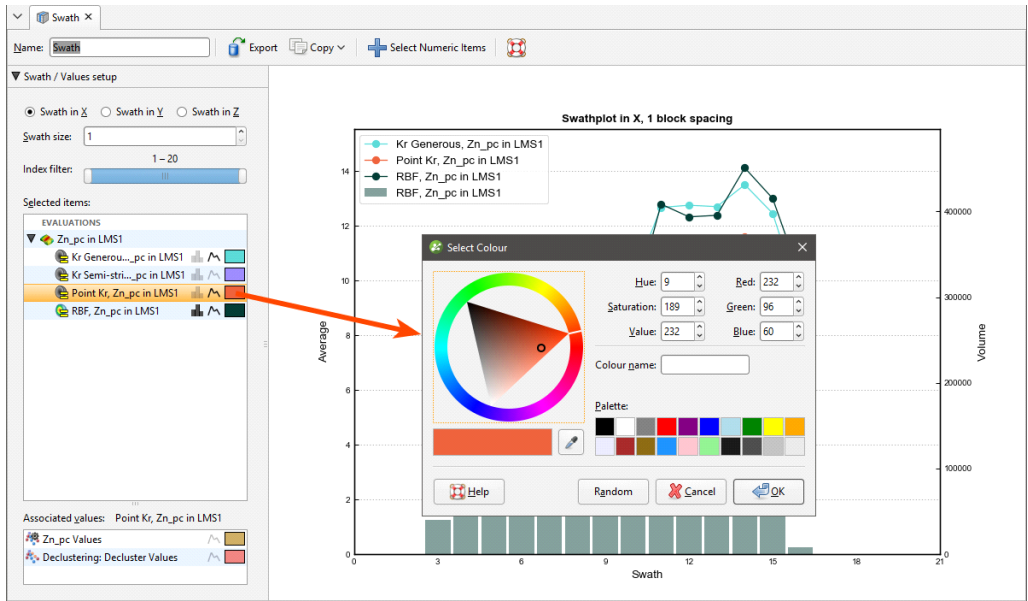 Swath
Name: Swath Export Copy Select Numeric Items
Swath / Values setup
Swath in X Swath in Y Swath in Z
Swath size: 1
1 – 20
Index filter:
Selected items:
EVALUATIONS
Zn_pc in LMS1
Kr Generou..._pc in LMS1
Kr Semi-stri..._pc in LMS1
Point Kr, Zn_pc in LMS1
RBF, Zn_pc in LMS1
Associated values: Point Kr, Zn_pc in LMS1
Zn_pc Values
Declustering: Decluster Values
Swathplot in X, 1 block spacing
Kr Generous, Zn_pc in LMS1
Point Kr, Zn_pc in LMS1
RBF, Zn_pc in LMS1
RBF, Zn_pc in LMS1
14
12
10
8
6
4
2
0
Average
400000
300000
200000
100000
0
Volume
0 3 6 9 12 15 18 21
Swath
Select Colour
Hue: 9 Red: 232
Saturation: 189 Green: 96
Value: 232 Blue: 60
Colour name:
Palette:
Help Random Cancel OK